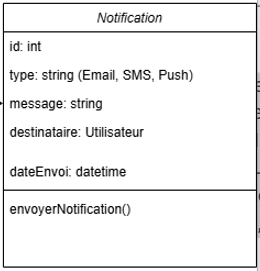 Notification
id: int
type: string (Email, SMS, Push)
message: string
destinataire: Utilisateur
dateEnvoi: datetime
envoyerNotification()